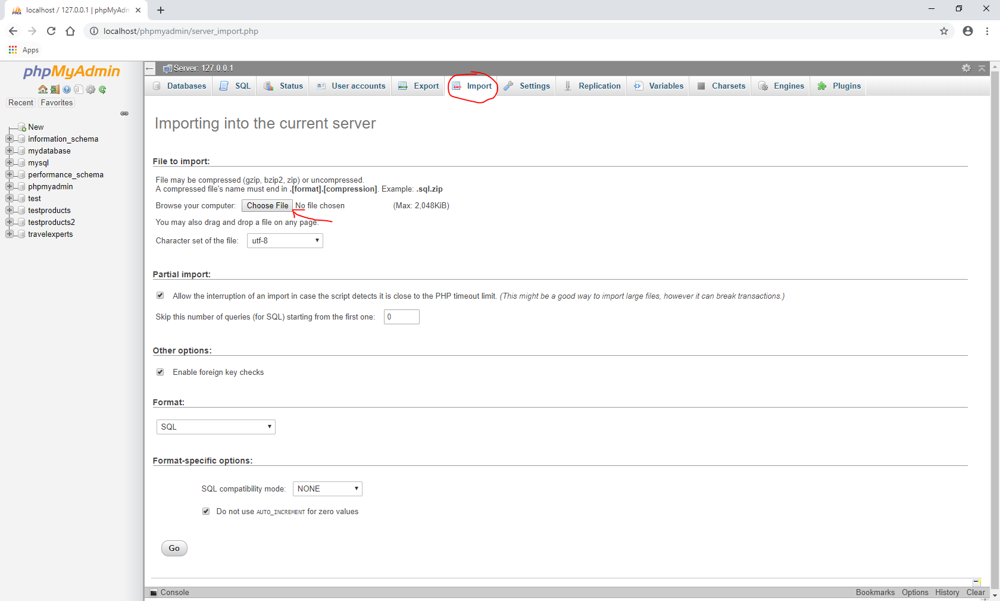 localhost / 127.0.0.1 | phpMyAdm
localhost/phpmyadmin/server_import.php
Apps
phpMyAdmin
Recent Favorites
New
information_schema
mydatabase
mysql
performance_schema
phpmyadmin
test
testproducts
testproducts2
travelexperts
Server: 127.0.0.1
Databases SQL Status User accounts Export Import Settings Replication Variables Charsets Engines Plugins
Importing into the current server
File to import:
File may be compressed (gzip, bzip2, zip) or uncompressed.
A compressed file's name must end in .[format].[compression]. Example: .sql.zip
Browse your computer: Choose File No file chosen (Max: 2,048KiB)
You may also drag and drop a file on any page.
Character set of the file: utf-8
Partial import:
Allow the interruption of an import in case the script detects it is close to the PHP timeout limit. (This might be a good way to import large files, however it can break transactions.)
Skip this number of queries (for SQL) starting from the first one: 0
Other options:
Enable foreign key checks
Format:
SQL
Format-specific options:
SQL compatibility mode: NONE
Do not use AUTO_INCREMENT for zero values
Go
Console
Bookmarks Options History Clear